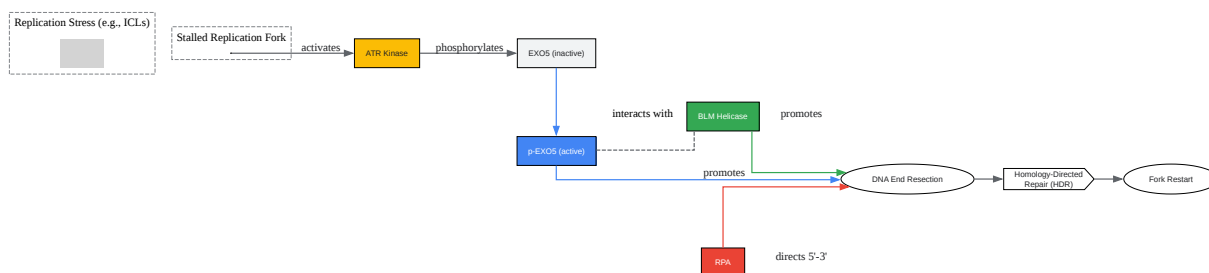 Replication Stress (e.g., ICLs)
Stalled Replication Fork
activates
ATR Kinase
phosphorylates
EXO5 (inactive)
interacts with
BLM Helicase
promotes
p-EXO5 (active)
promotes
DNA End Resection
Homology-Directed
Repair (HDR)
Fork Restart
RPA
directs 5'-3'